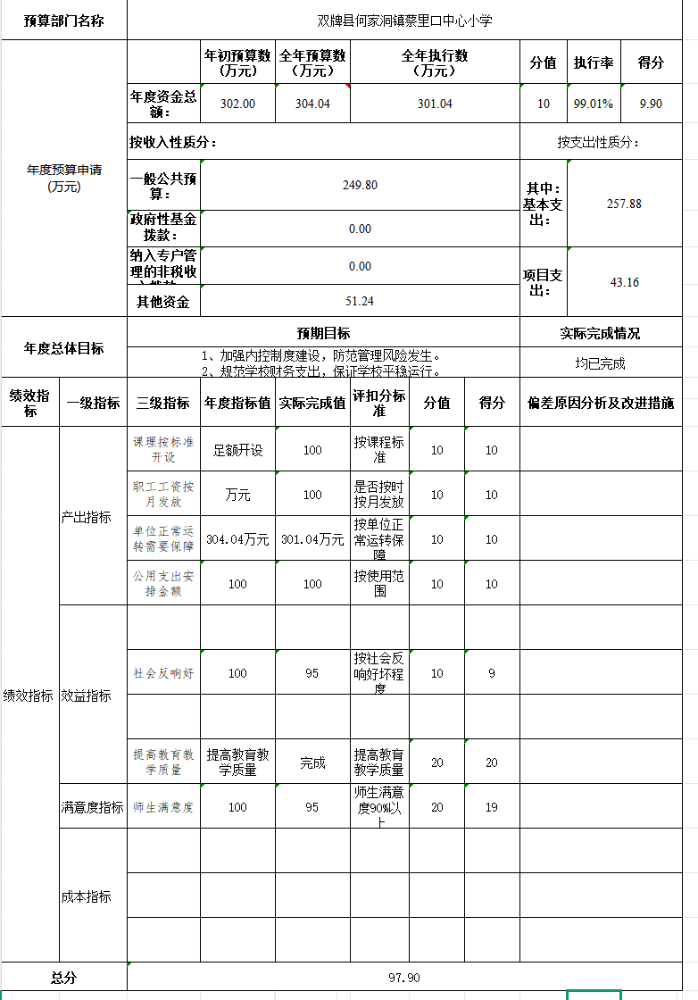 预算部门名称 双牌县何家洞镇蔡里口中心小学
年初预算数 全年预算数 全年执行数 分值 执行率 得分
(万元) (万元) (万元)
年度资金总 302.00 304.04 301.04 10 99.01% 9.90
额：
年度预算申请
(万元)
按收入性质分： 按支出性质分：
一般公共预 249.80
算：
其中：
基本支 257.88
出：
政府性基金 0.00
拨款：
纳入专户管 0.00
理的非税收
项目支 43.16
出：
其他资金 51.24
年度总体目标 预期目标 实际完成情况
1、加强内控制度建设，防范管理风险发生。 均已完成
2、规范学校财务支出，保证学校平稳运行。
绩效指 一级指标 三级指标 年度指标值 实际完成值 评扣分标 分值 得分 偏差原因分析及改进措施
标 准
绩效指标
产出指标
课理按标准 足额开设 100 按课程标 10 10
开设 准
职工工资按 万元 100 是否按时 10 10
月发放 按月发放
单位正常运 304.04万元 301.04万元 按单位正 10 10
转需要保障 常运转保
障
公用支出安 100 100 按使用范 10 10
排金额 围
效益指标
社会反响好 100 95 按社会反 10 9
响好坏程
度
提高教育教 提高教育教 完成 提高教育 20 20
学质量 学质量 教学质量
满意度指标 师生满意度 100 95 师生满意 20 19
度90%以
上
成本指标
总分 97.90